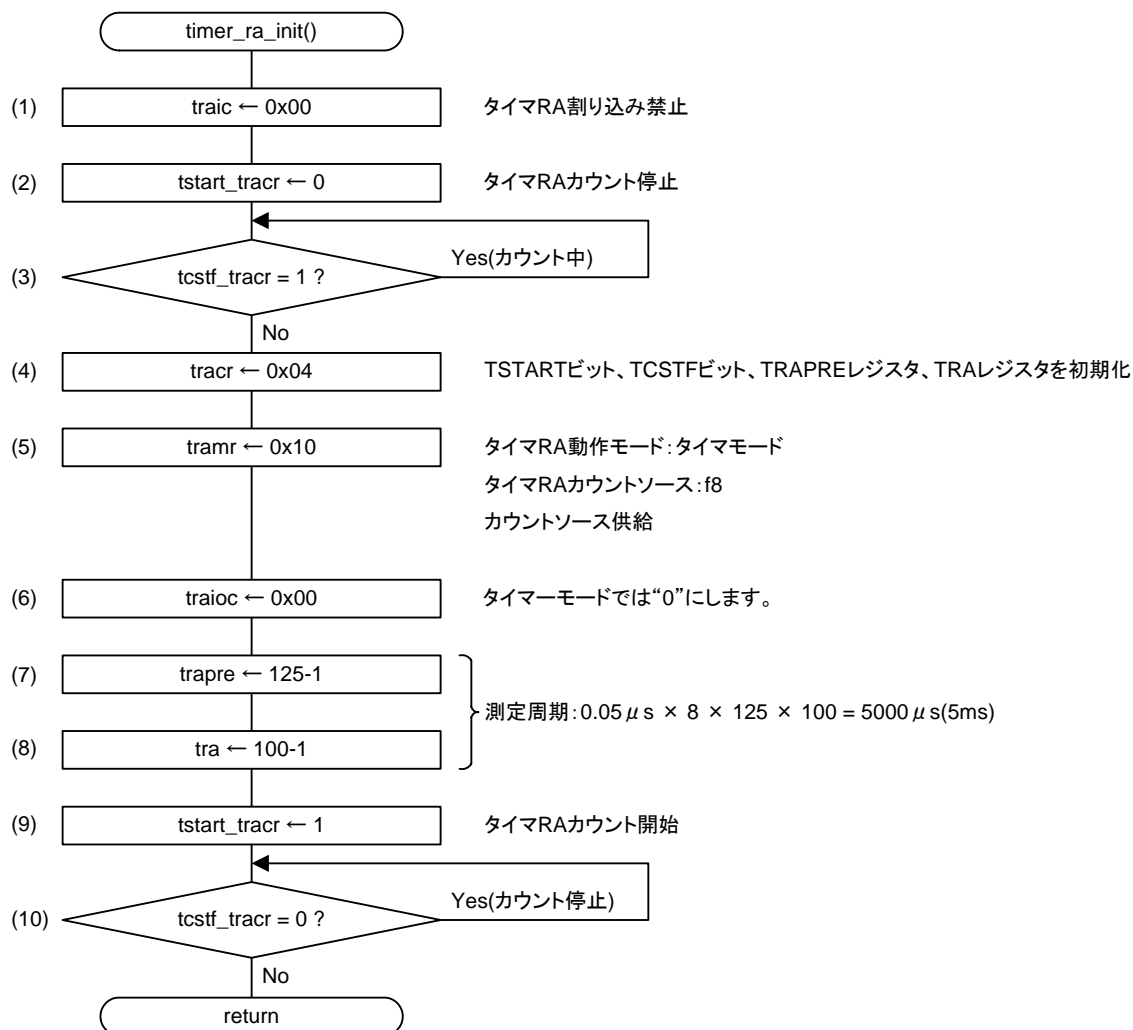 timer_ra_init()
(1) traic ← 0x00 タイマRA割り込み禁止
(2) tstart_tracr ← 0 タイマRAカウント停止
Yes(カウント中)
(3) tcstf_tracr = 1 ?
No
(4) tracr ← 0x04 TSTARTビット、TCSTFビット、TRAPREレジスタ、TRAレジスタを初期化
(5) tramr ← 0x10 タイマRA動作モード:タイマモード
タイマRAカウントソース:f8
カウントソース供給
(6) traioc ← 0x00 タイマーモードでは“0”にします。
(7) trapre ← 125-1
測定周期:0.05μs × 8 × 125 × 100 = 5000μs(5ms)
(8) tra ← 100-1
(9) tstart_tracr ← 1 タイマRAカウント開始
Yes(カウント停止)
(10) tcstf_tracr = 0 ?
No
return